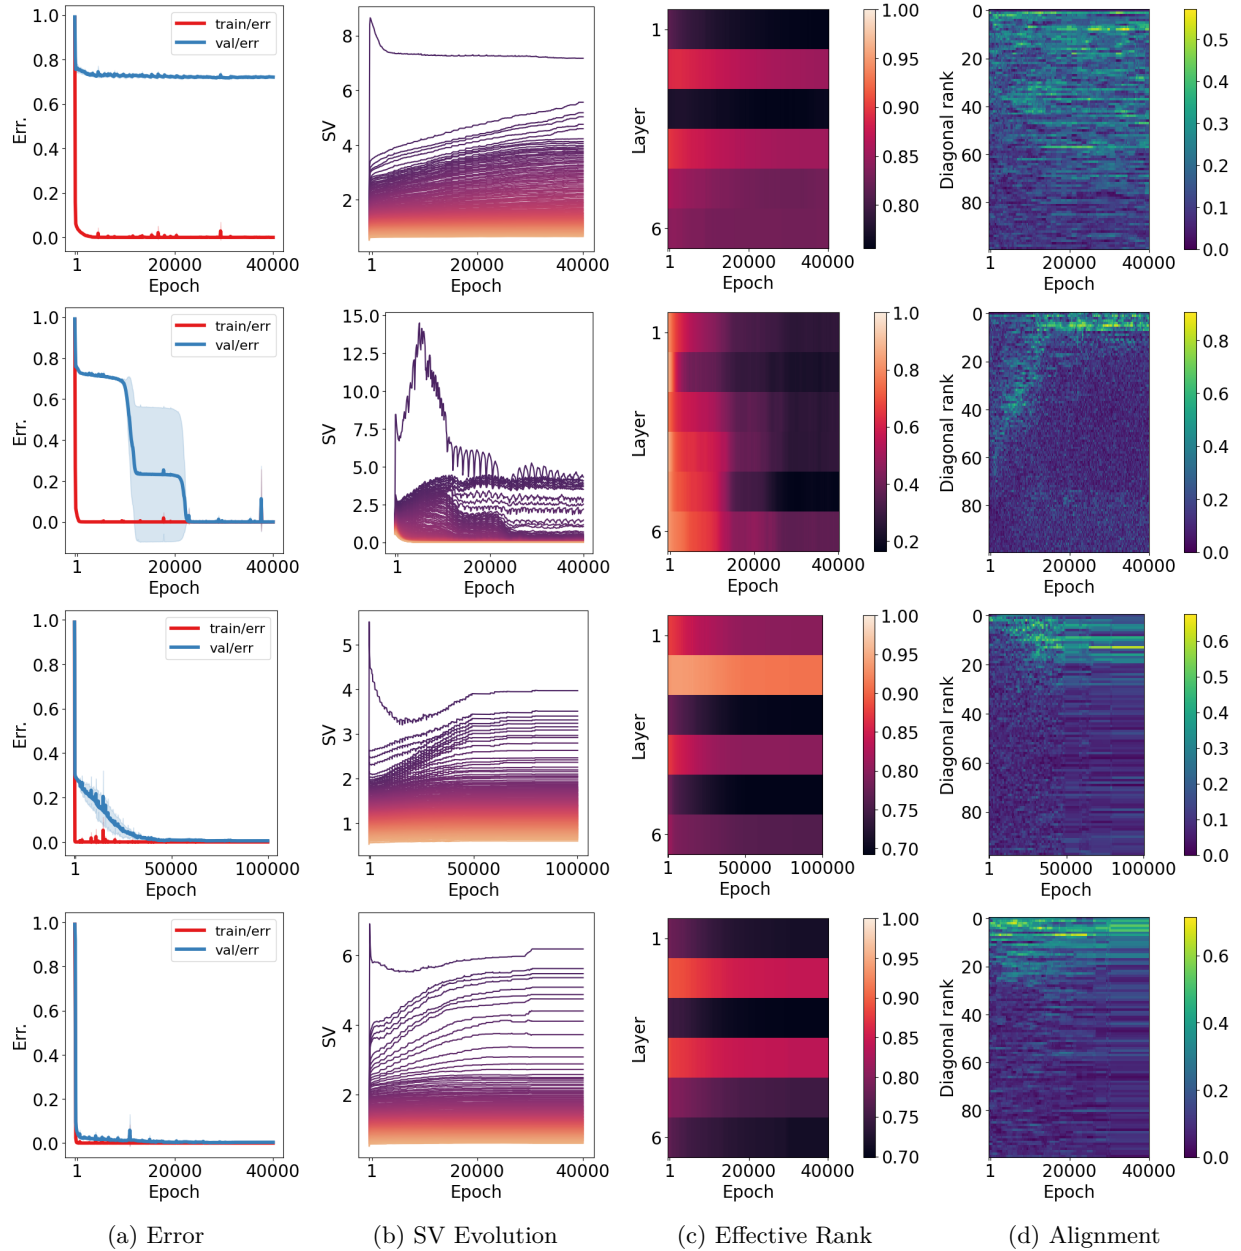 train/err
val/err
1.0
0.8
0.6
0.4
0.2
0.0
Err.
1 20000 40000
Epoch
8
6
4
2
SV
1 20000 40000
Epoch
1
6
Layer
1 20000 40000
Epoch
1.00
0.95
0.90
0.85
0.80
0
20
40
60
80
Diagonal rank
1 20000 40000
Epoch
0.5
0.4
0.3
0.2
0.1
0.0
train/err
val/err
1.0
0.8
0.6
0.4
0.2
0.0
Err.
1 20000 40000
Epoch
15.0
12.5
10.0
7.5
5.0
2.5
0.0
SV
1 20000 40000
Epoch
1
6
Layer
1 20000 40000
Epoch
1.0
0.8
0.6
0.4
0.2
0
20
40
60
80
Diagonal rank
1 20000 40000
Epoch
0.8
0.6
0.4
0.2
0.0
train/err
val/err
1.0
0.8
0.6
0.4
0.2
0.0
Err.
1 50000 100000
Epoch
5
4
3
2
1
SV
1 50000 100000
Epoch
1
6
Layer
1 50000 100000
Epoch
1.00
0.95
0.90
0.85
0.80
0.75
0.70
0
20
40
60
80
Diagonal rank
1 50000 100000
Epoch
0.6
0.5
0.4
0.3
0.2
0.1
0.0
train/err
val/err
1.0
0.8
0.6
0.4
0.2
0.0
Err.
1 20000 40000
Epoch
6
4
2
SV
1 20000 40000
Epoch
1
6
Layer
1 20000 40000
Epoch
1.00
0.95
0.90
0.85
0.80
0.75
0.70
0
20
40
60
80
Diagonal rank
1 20000 40000
Epoch
0.6
0.4
0.2
0.0
(a) Error
(b) SV Evolution
(c) Effective Rank
(d) Alignment